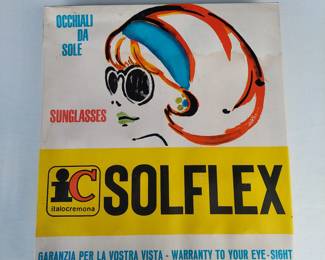 OCCHIALI
DA
SOLE
SUNGLASSES
iC SOLFLEX
italocremona
GARANZIA PER LA VOSTRA VISTA - WARRANTY TO YOUR EYE-SIGHT